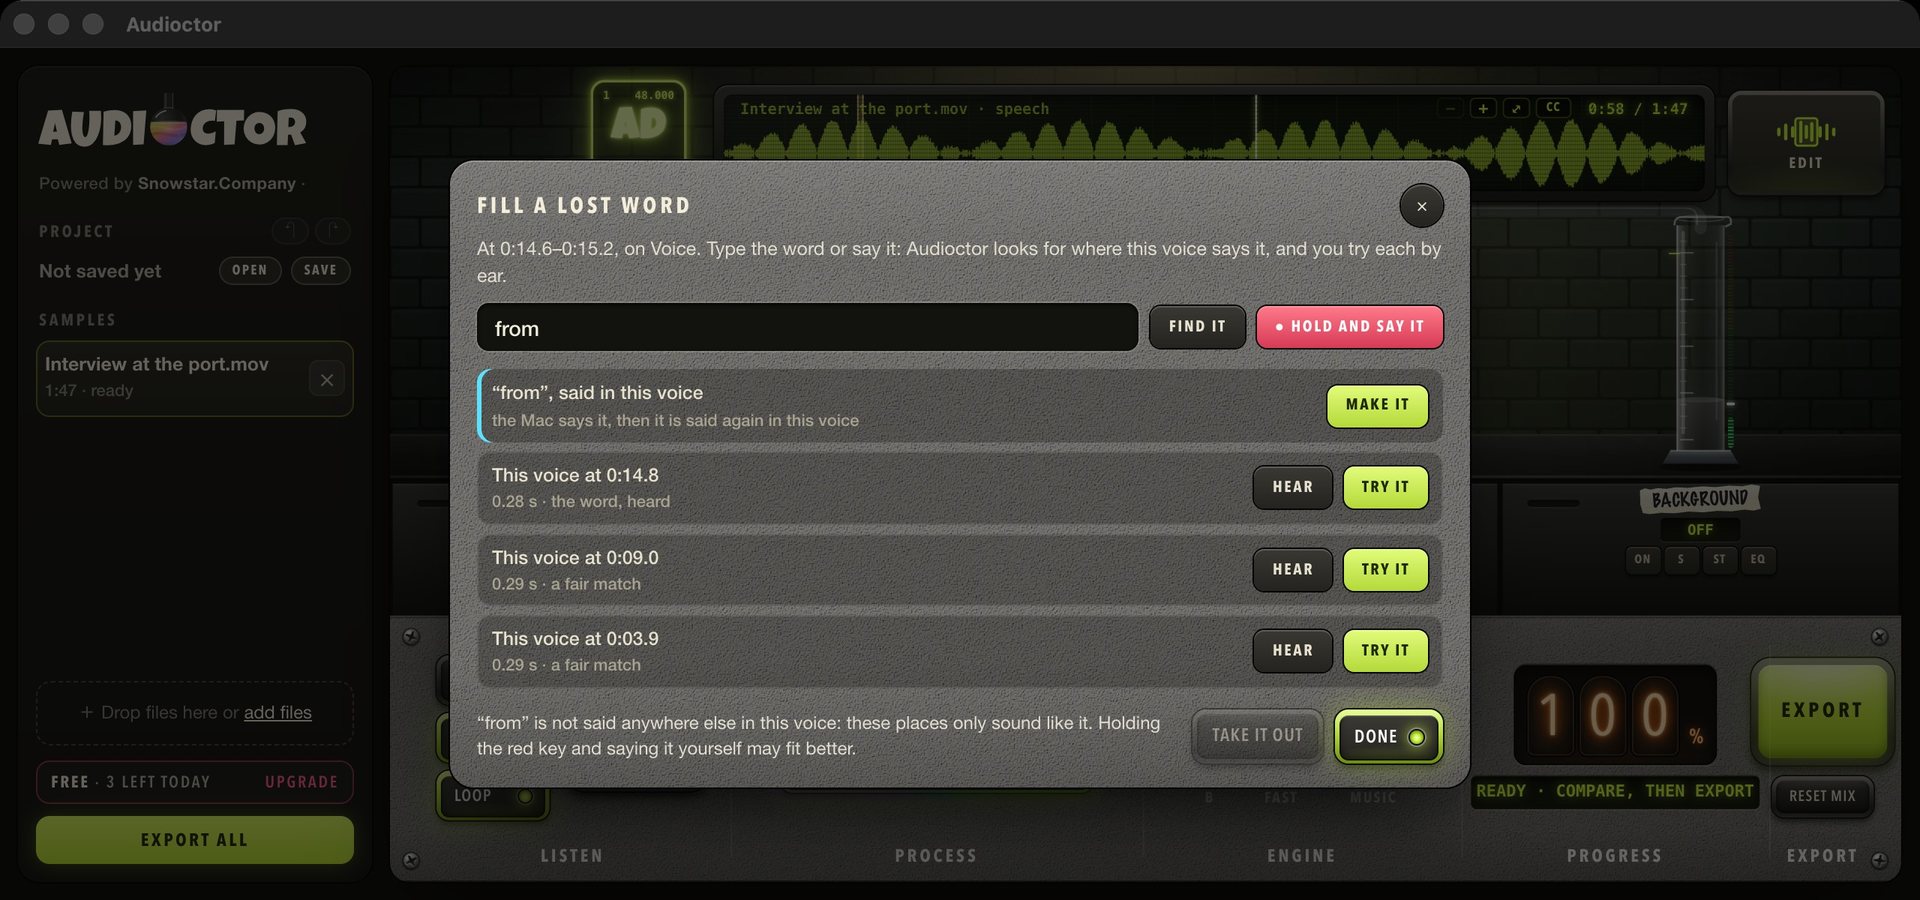 Audioctor
AUDIOCTOR
Powered by Snowstar.Company ·
PROJECT
Not saved yet
OPEN
SAVE
SAMPLES
Interview at the port.mov
1:47 · ready
+ Drop files here or add files
FREE · 3 LEFT TODAY
UPGRADE
EXPORT ALL
1 48.000
AD
Interview at the port.mov · speech
CC
0:58 / 1:47
EDIT
FILL A LOST WORD
At 0:14.6–0:15.2, on Voice. Type the word or say it: Audioctor looks for where this voice says it, and you try each by
ear.
from
FIND IT
● HOLD AND SAY IT
“from”, said in this voice
the Mac says it, then it is said again in this voice
MAKE IT
This voice at 0:14.8
0.28 s · the word, heard
HEAR
TRY IT
This voice at 0:09.0
0.29 s · a fair match
HEAR
TRY IT
This voice at 0:03.9
0.29 s · a fair match
HEAR
TRY IT
“from” is not said anywhere else in this voice: these places only sound like it. Holding
the red key and saying it yourself may fit better.
TAKE IT OUT
DONE
BACKGROUND
OFF
ON
S
ST
EQ
100 %
EXPORT
LOOP
B
FAST
MUSIC
READY · COMPARE, THEN EXPORT
RESET MIX
LISTEN
PROCESS
ENGINE
PROGRESS
EXPORT